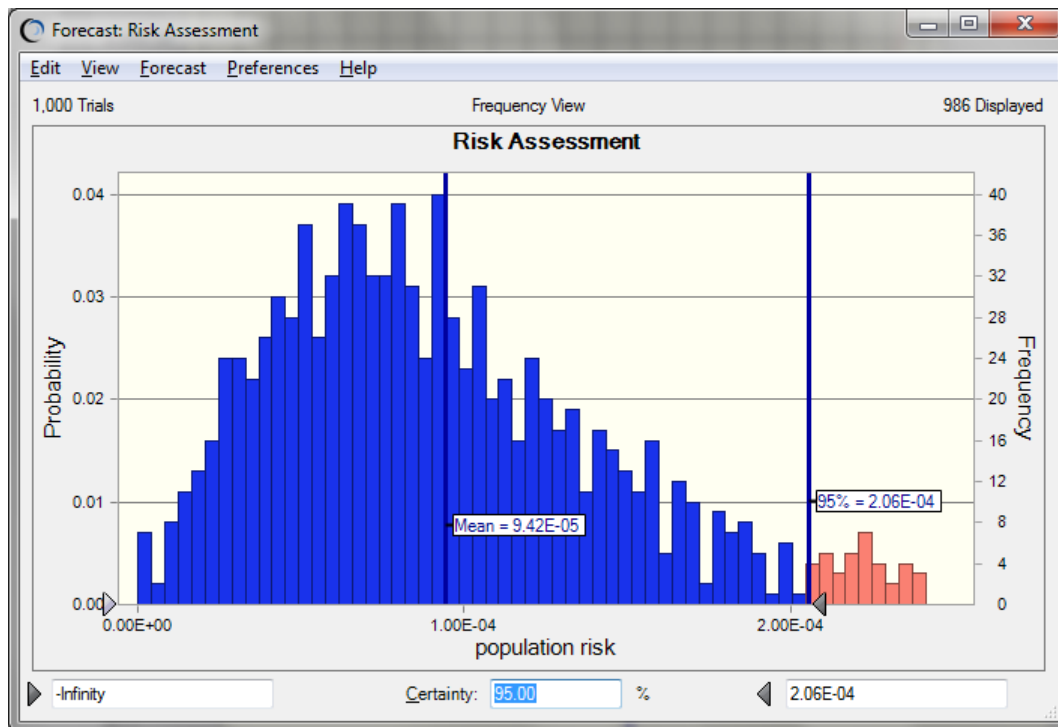 Forecast: Risk Assessment
Edit View Forecast Preferences Help
1,000 Trials Frequency View 986 Displayed
Risk Assessment
0.04 40
36
32
0.03 28
24
0.02 20
16
12
0.01 8
4
0.00 0
Probability
Frequency
95% = 2.06E-04
Mean = 9.42E-05
0.00E+00 1.00E-04 2.00E-04
population risk
-Infinity Certainty: 95.00 % 2.06E-04